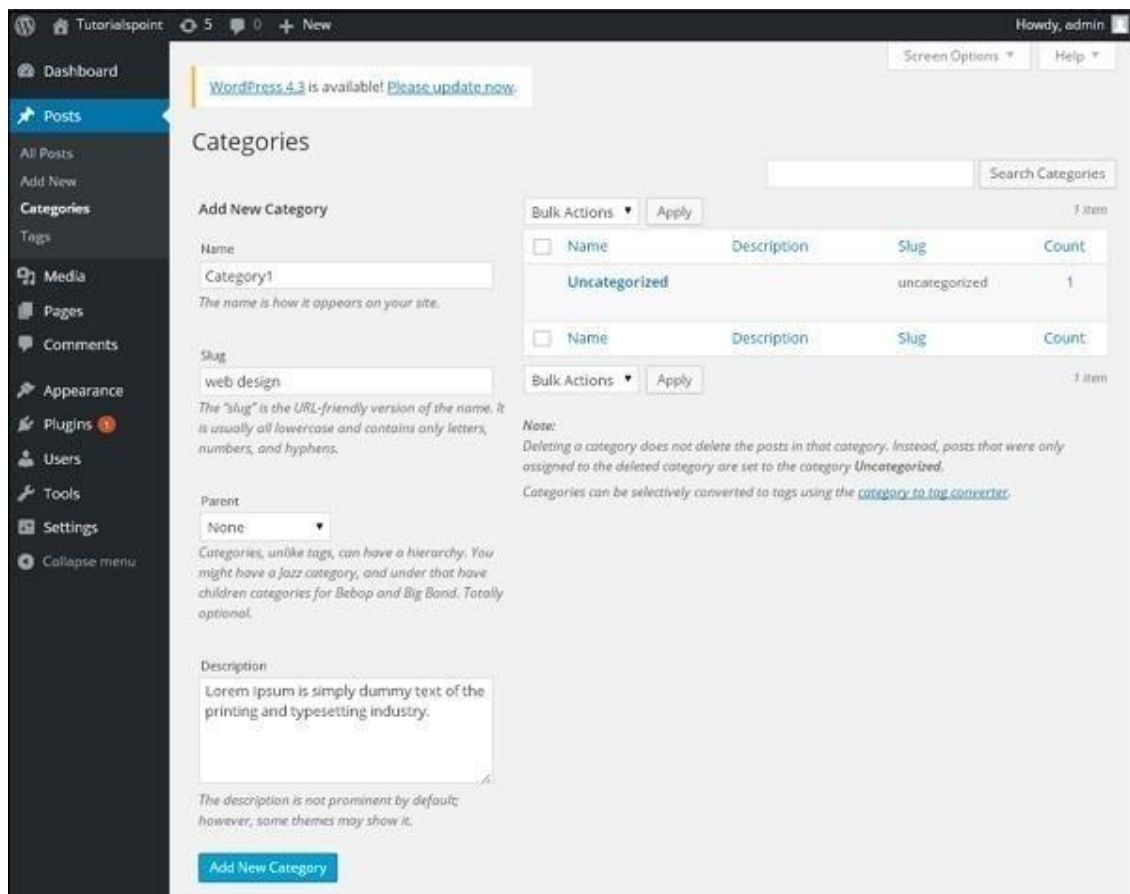 Tutorialspoint 5 0 + New Howdy, admin
Screen Options Help
WordPress 4.3 is available! Please update now.
Dashboard
Posts
All Posts
Add New
Categories
Tags
Media
Pages
Comments
Appearance
Plugins 1
Users
Tools
Settings
Collapse menu
Categories
Search Categories
Add New Category
Name
Category1
The name is how it appears on your site.
Slug
web design
The "slug" is the URL-friendly version of the name. It
is usually all lowercase and contains only letters,
numbers, and hyphens.
Parent
None
Categories, unlike tags, can have a hierarchy. You
might have a Jazz category, and under that have
children categories for Bebop and Big Band. Totally
optional.
Description
Lorem Ipsum is simply dummy text of the
printing and typesetting industry.
The description is not prominent by default;
however, some themes may show it.
Add New Category
Bulk Actions Apply 1 item
Name Description Slug Count
Uncategorized uncategorized 1
Name Description Slug Count
Bulk Actions Apply 1 item
Note:
Deleting a category does not delete the posts in that category. Instead, posts that were only
assigned to the deleted category are set to the category Uncategorized.
Categories can be selectively converted to tags using the category to tag converter.